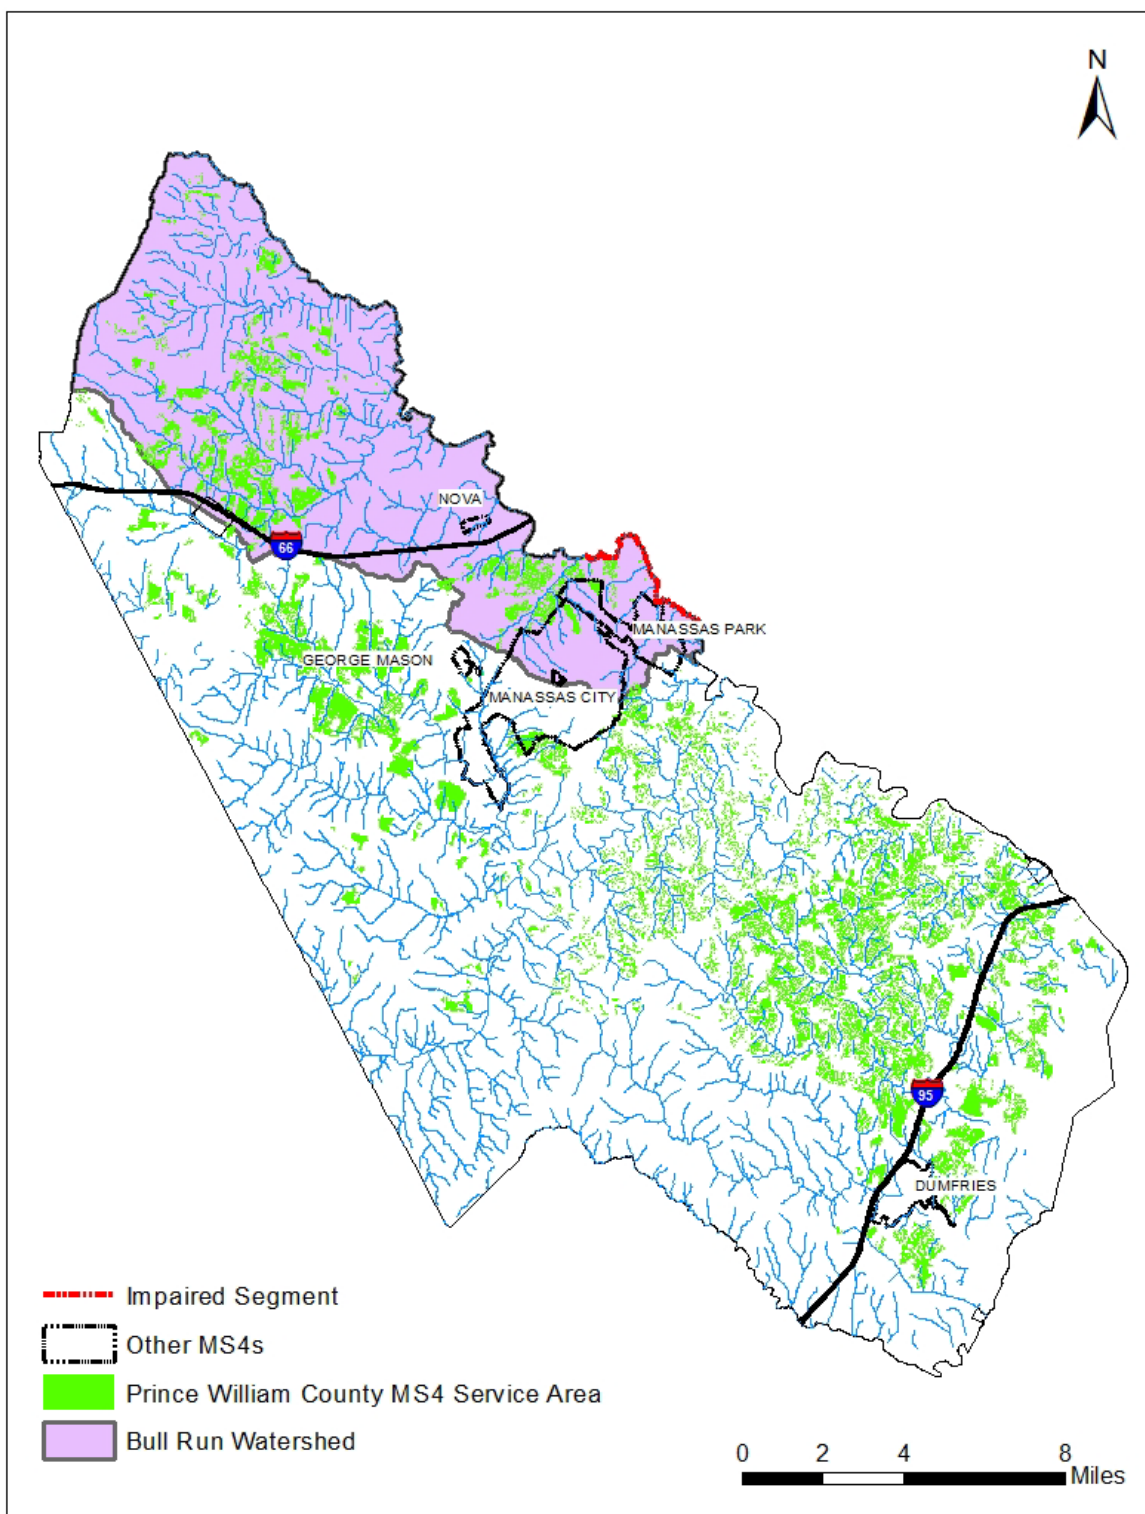 N
NOVA
66
MANASSAS PARK
GEORGE MASON
MANASSAS CITY
95
DUMFRIES
Impaired Segment
Other MS4s
Prince William County MS4 Service Area
Bull Run Watershed
0 2 4 8
Miles